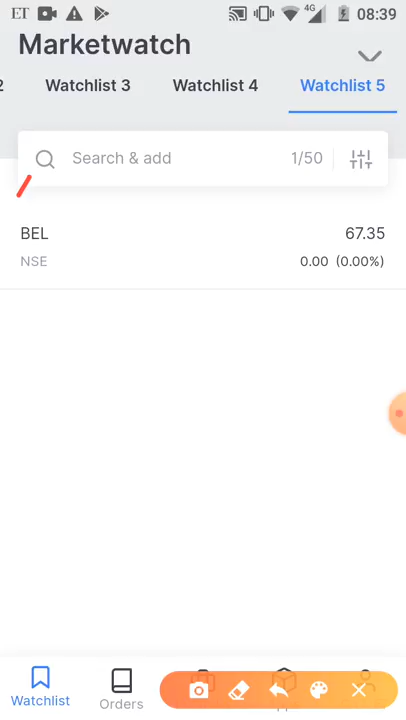 ET 4G 08:39
Marketwatch
2 Watchlist 3 Watchlist 4 Watchlist 5
Search & add 1/50
BEL 67.35
NSE 0.00 (0.00%)
Watchlist Orders